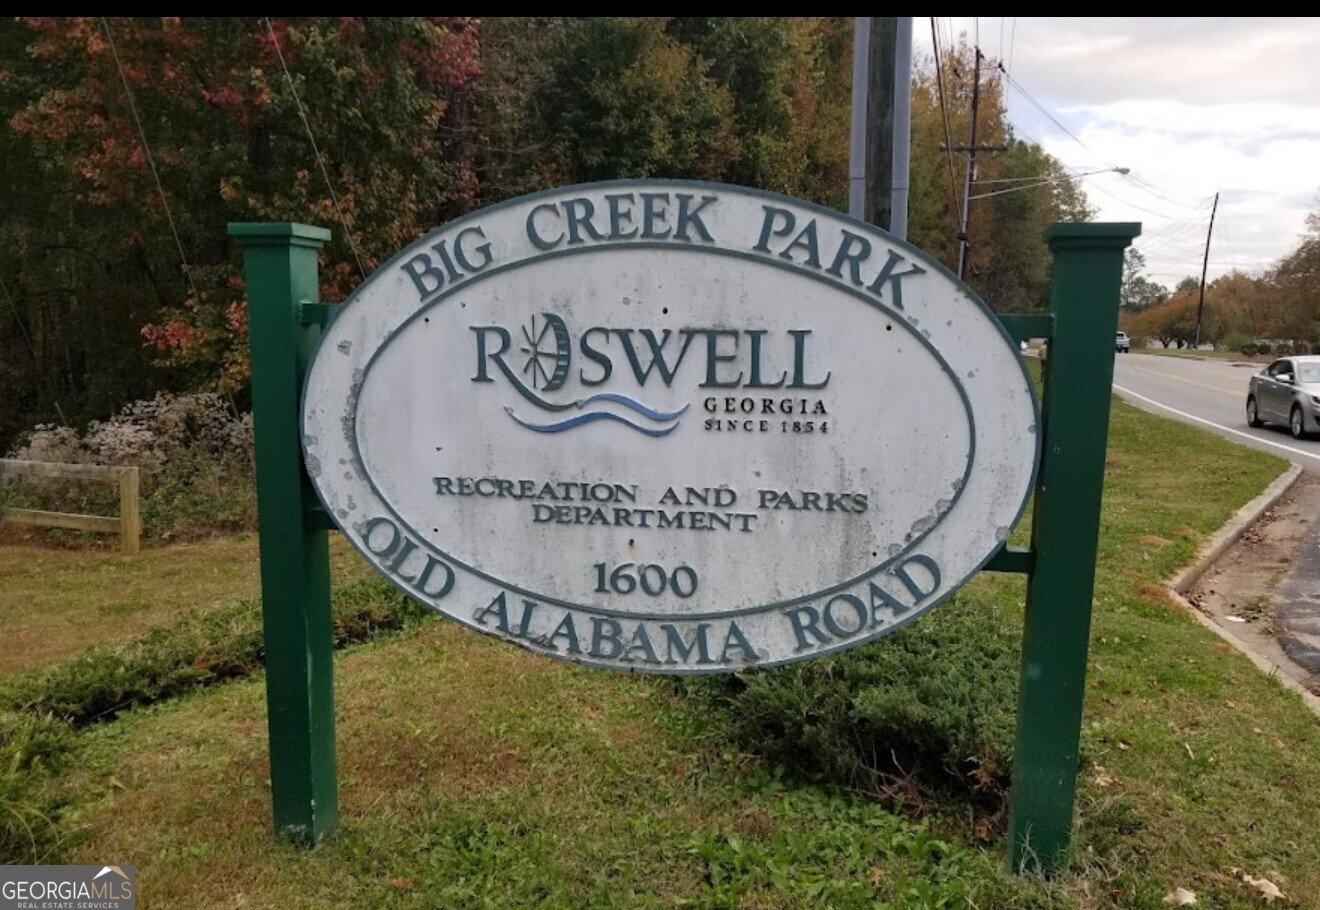 BIG CREEK PARK
ROSWELL
GEORGIA
SINCE 1854
RECREATION AND PARKS
DEPARTMENT
1600
OLD ALABAMA ROAD
GEORGIAMLS
REAL ESTATE SERVICES